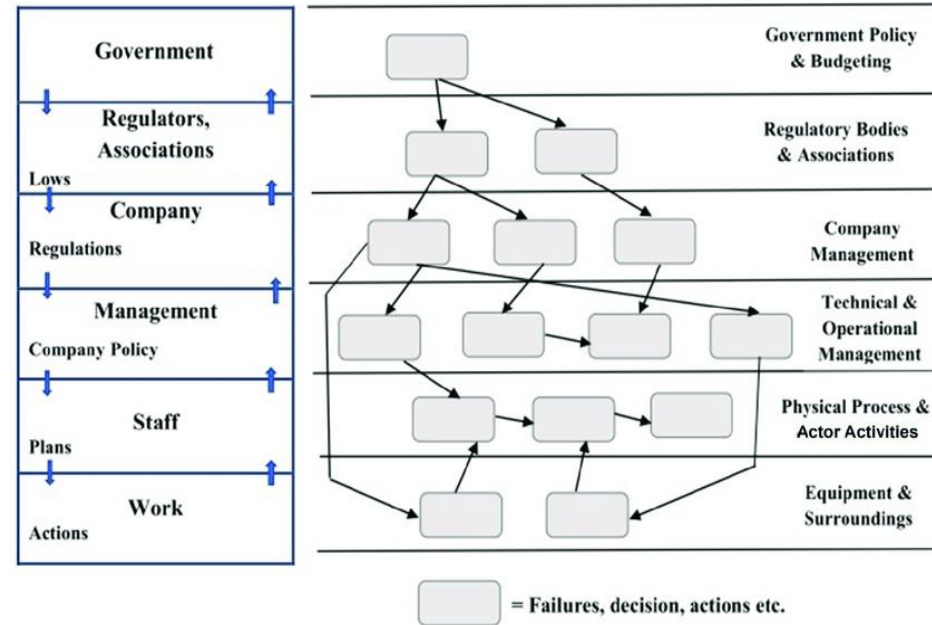 Government
Regulators,
Associations
Lows
Company
Regulations
Management
Company Policy
Staff
Plans
Work
Actions
Government Policy
& Budgeting
Regulatory Bodies
& Associations
Company
Management
Technical &
Operational
Management
Physical Process &
Actor Activities
Equipment &
Surroundings
= Failures, decision, actions etc.